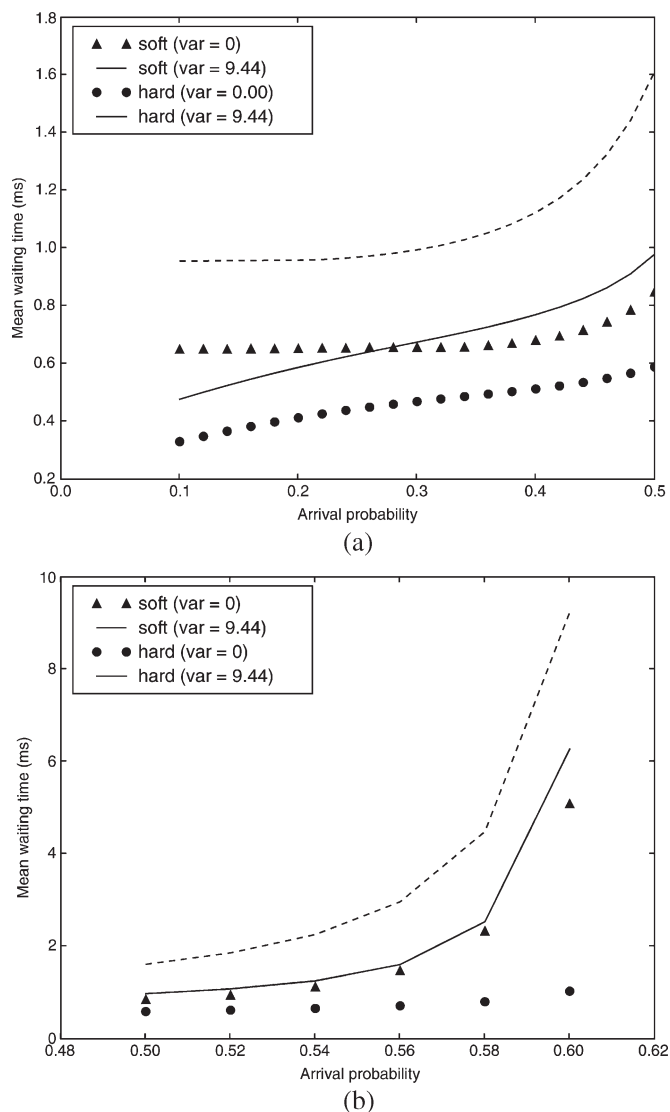 1.8
1.6
1.4
1.2
1.0
0.8
0.6
0.4
0.2
Mean waiting time (ms)
soft (var = 0)
soft (var = 9.44)
hard (var = 0.00)
hard (var = 9.44)
0.0 0.1 0.2 0.3 0.4 0.5
Arrival probability
(a)
10
8
6
4
2
0
Mean waiting time (ms)
soft (var = 0)
soft (var = 9.44)
hard (var = 0)
hard (var = 9.44)
0.48 0.50 0.52 0.54 0.56 0.58 0.60 0.62
Arrival probability
(b)